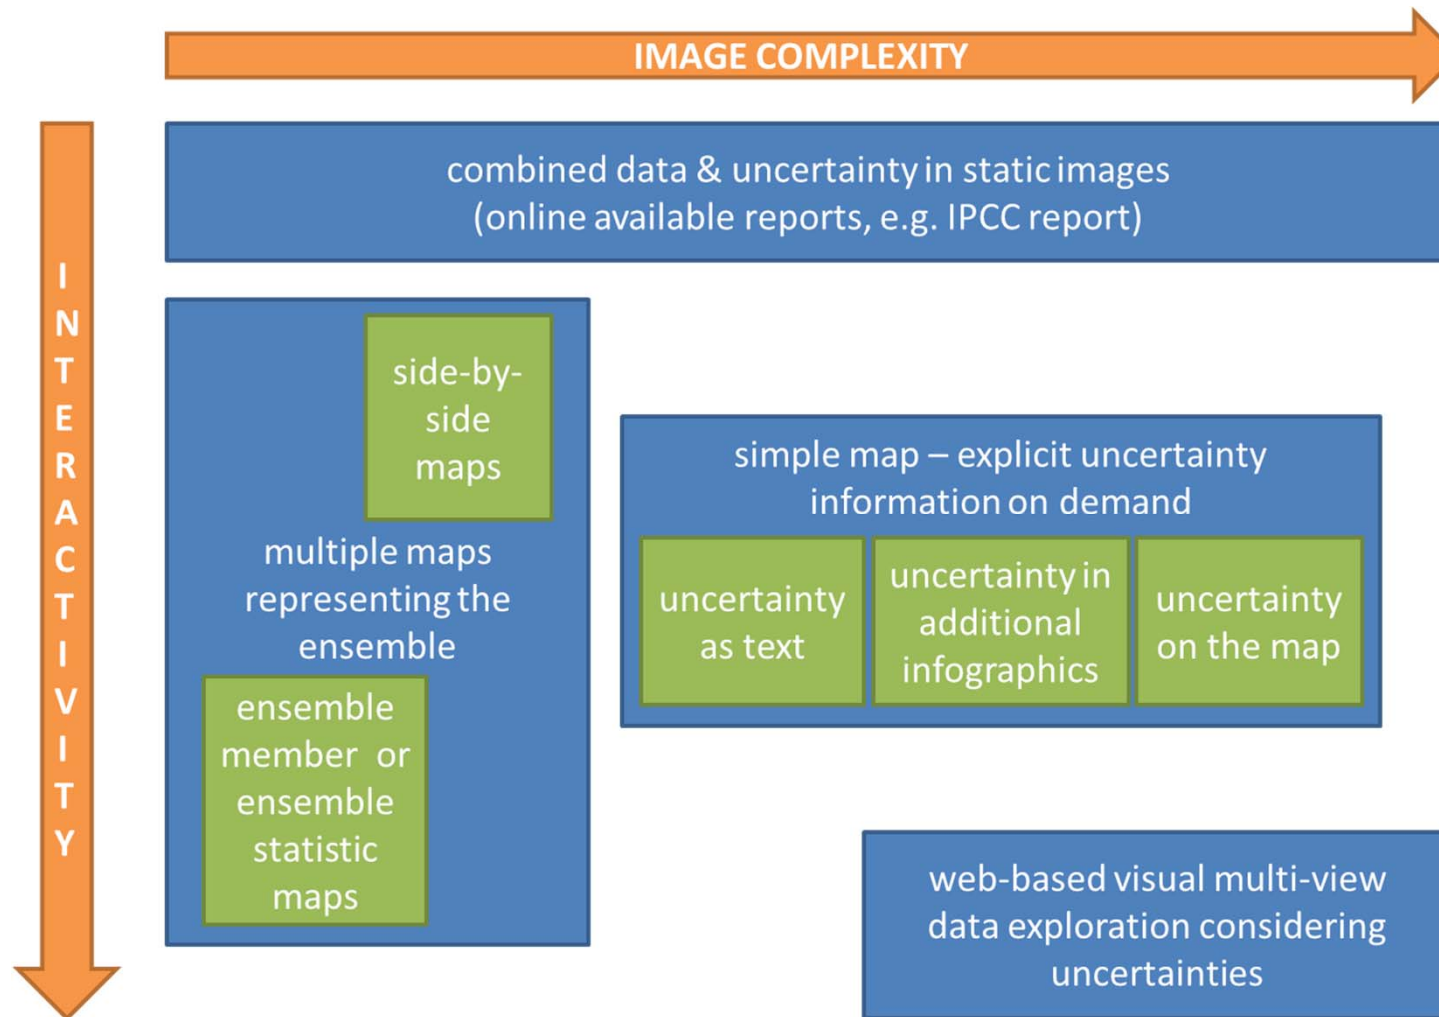 IMAGE COMPLEXITY
INTERACTIVITY
combined data & uncertainty in static images
(online available reports, e.g. IPCC report)
side-by-
side
maps
multiple maps
representing the
ensemble
ensemble
member or
ensemble
statistic
maps
simple map – explicit uncertainty
information on demand
uncertainty
as text
uncertainty in
additional
infographics
uncertainty
on the map
web-based visual multi-view
data exploration considering
uncertainties